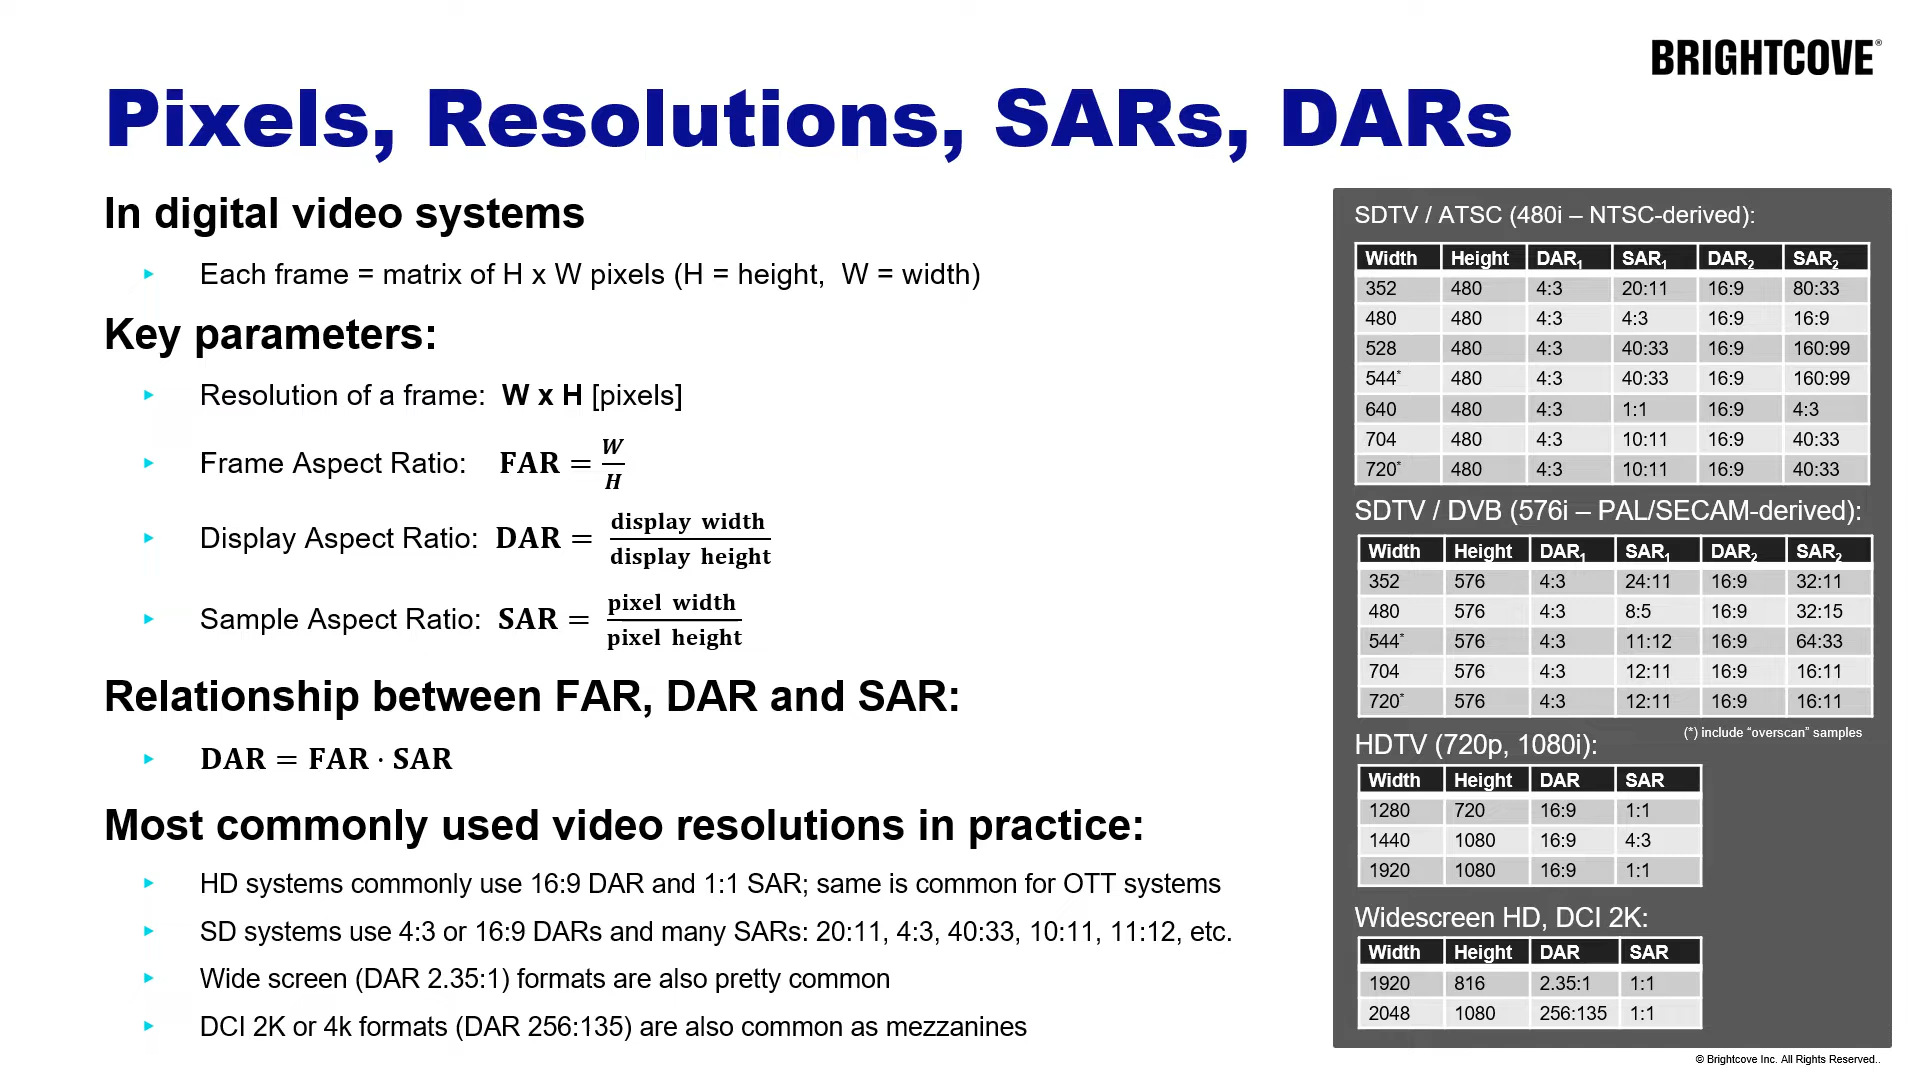 BRIGHTCOVE®
Pixels, Resolutions, SARs, DARs
In digital video systems
▸ Each frame = matrix of H x W pixels (H = height, W = width)
Key parameters:
▸ Resolution of a frame: W x H [pixels]
▸ Frame Aspect Ratio: FAR = W/H
▸ Display Aspect Ratio: DAR = display width/display height
▸ Sample Aspect Ratio: SAR = pixel width/pixel height
Relationship between FAR, DAR and SAR:
▸ DAR = FAR · SAR
Most commonly used video resolutions in practice:
▸ HD systems commonly use 16:9 DAR and 1:1 SAR; same is common for OTT systems
▸ SD systems use 4:3 or 16:9 DARs and many SARs: 20:11, 4:3, 40:33, 10:11, 11:12, etc.
▸ Wide screen (DAR 2.35:1) formats are also pretty common
▸ DCI 2K or 4k formats (DAR 256:135) are also common as mezzanines
SDTV / ATSC (480i – NTSC-derived):
Width Height DAR₁ SAR₁ DAR₂ SAR₂
352 480 4:3 20:11 16:9 80:33
480 480 4:3 4:3 16:9 16:9
528 480 4:3 40:33 16:9 160:99
544* 480 4:3 40:33 16:9 160:99
640 480 4:3 1:1 16:9 4:3
704 480 4:3 10:11 16:9 40:33
720* 480 4:3 10:11 16:9 40:33
SDTV / DVB (576i – PAL/SECAM-derived):
Width Height DAR₁ SAR₁ DAR₂ SAR₂
352 576 4:3 24:11 16:9 32:11
480 576 4:3 8:5 16:9 32:15
544* 576 4:3 11:12 16:9 64:33
704 576 4:3 12:11 16:9 16:11
720* 576 4:3 12:11 16:9 16:11
(*) include “overscan” samples
HDTV (720p, 1080i):
Width Height DAR SAR
1280 720 16:9 1:1
1440 1080 16:9 4:3
1920 1080 16:9 1:1
Widescreen HD, DCI 2K:
Width Height DAR SAR
1920 816 2.35:1 1:1
2048 1080 256:135 1:1
© Brightcove Inc. All Rights Reserved..